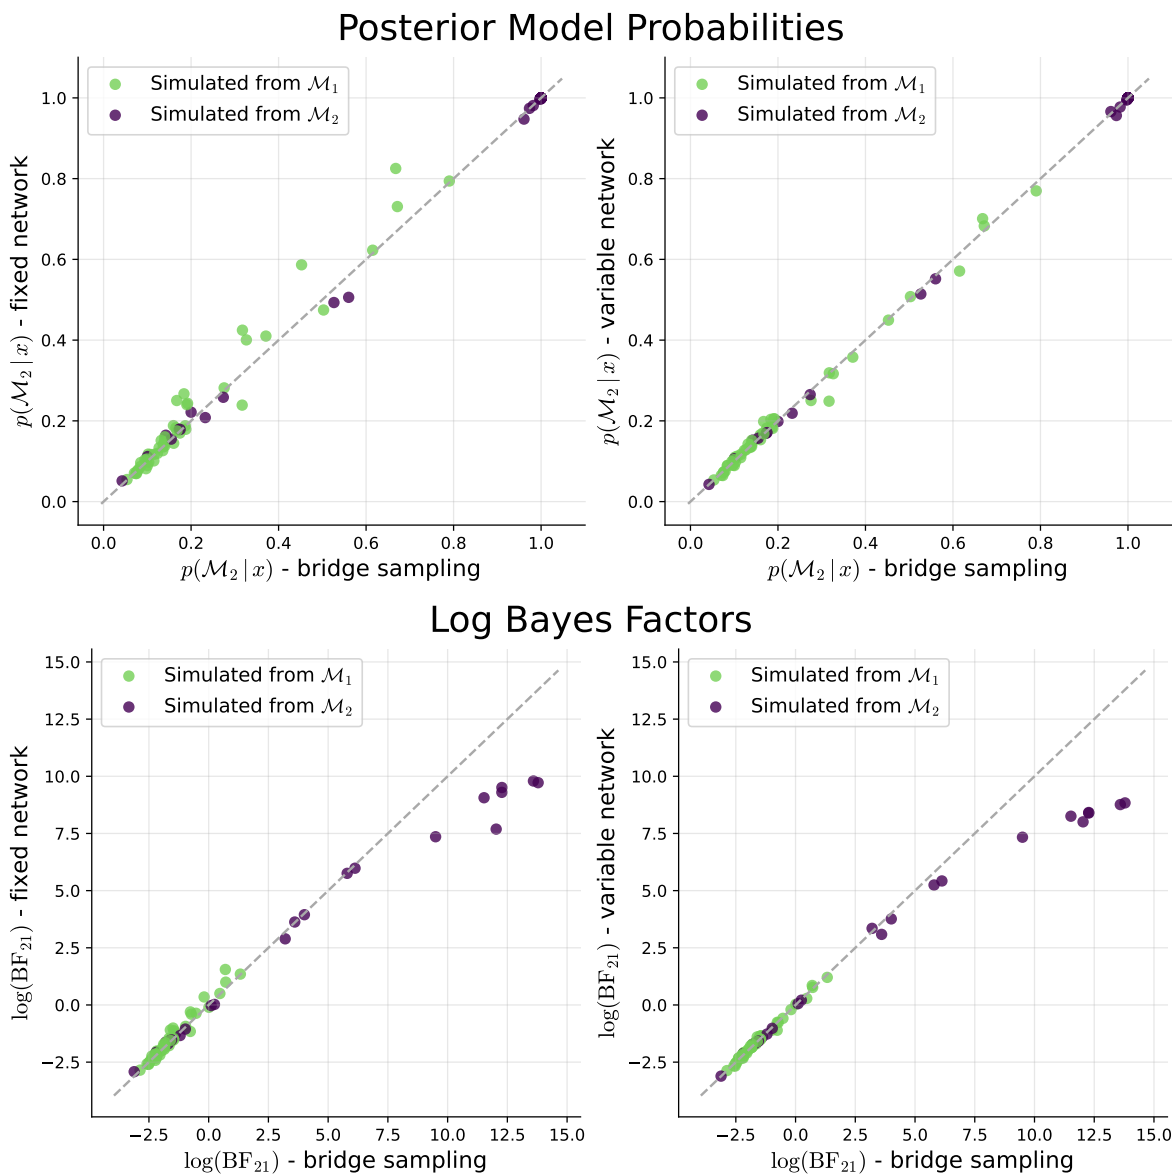 Posterior Model Probabilities
Simulated from ℳ₁
Simulated from ℳ₂
1.0
0.8
0.6
0.4
0.2
0.0
p(ℳ₂ | x) - fixed network
0.0 0.2 0.4 0.6 0.8 1.0
p(ℳ₂ | x) - bridge sampling
Simulated from ℳ₁
Simulated from ℳ₂
1.0
0.8
0.6
0.4
0.2
0.0
p(ℳ₂ | x) - variable network
0.0 0.2 0.4 0.6 0.8 1.0
p(ℳ₂ | x) - bridge sampling
Log Bayes Factors
Simulated from ℳ₁
Simulated from ℳ₂
15.0
12.5
10.0
7.5
5.0
2.5
0.0
−2.5
log(BF₂₁) - fixed network
−2.5 0.0 2.5 5.0 7.5 10.0 12.5 15.0
log(BF₂₁) - bridge sampling
Simulated from ℳ₁
Simulated from ℳ₂
15.0
12.5
10.0
7.5
5.0
2.5
0.0
−2.5
log(BF₂₁) - variable network
−2.5 0.0 2.5 5.0 7.5 10.0 12.5 15.0
log(BF₂₁) - bridge sampling